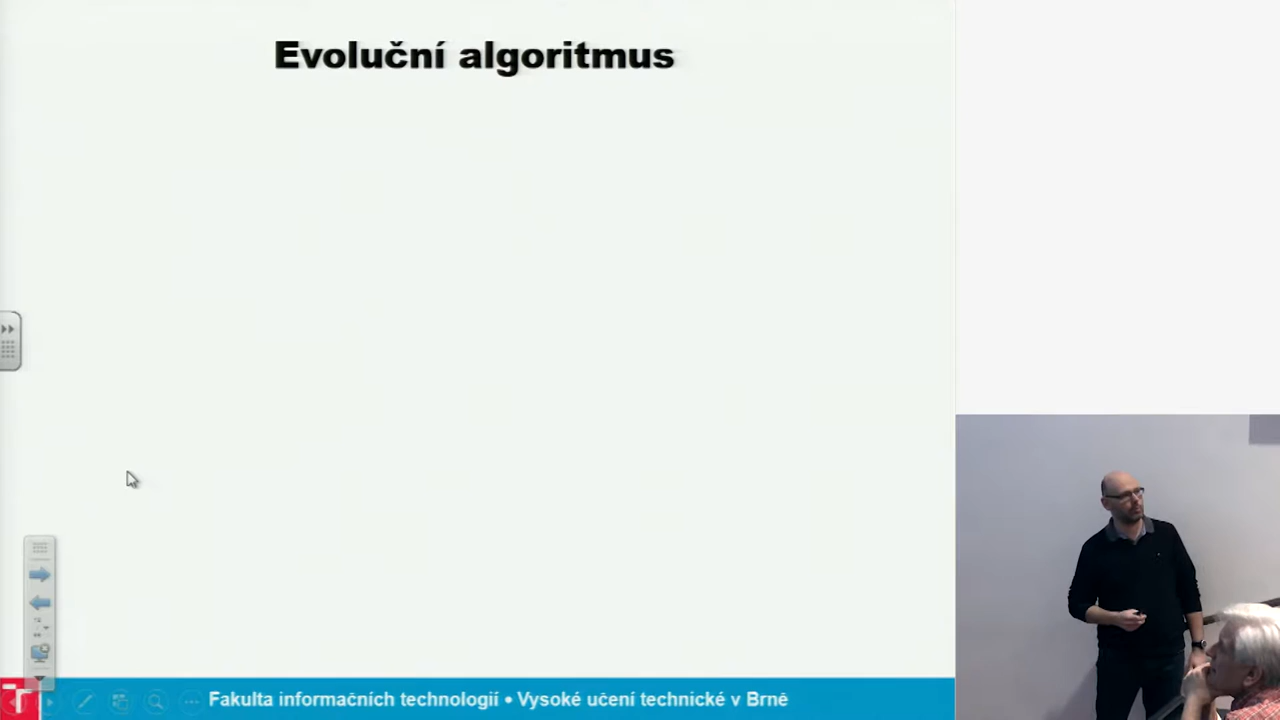 Evoluční algoritmus
Fakulta informačních technologií • Vysoké učení technické v Brně